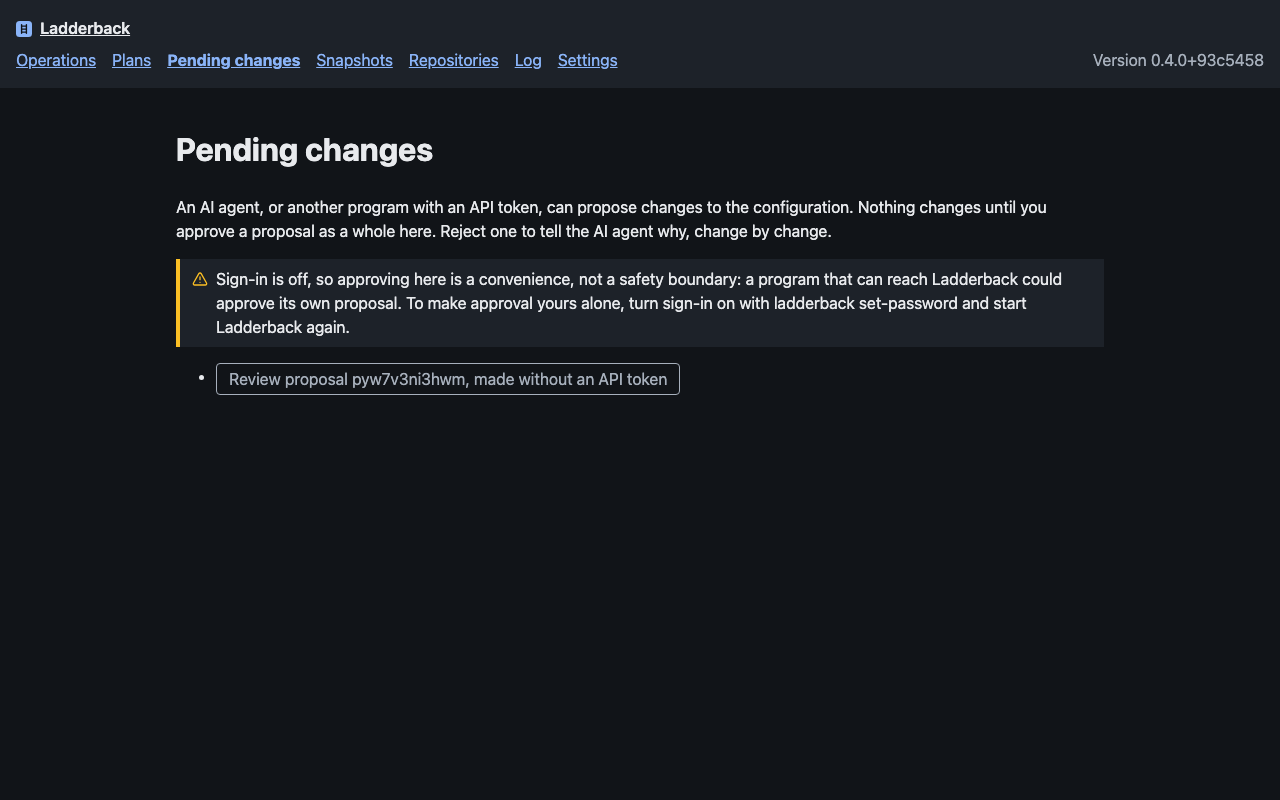 Ladderback
Operations Plans Pending changes Snapshots Repositories Log Settings Version 0.4.0+93c5458
Pending changes
An AI agent, or another program with an API token, can propose changes to the configuration. Nothing changes until you
approve a proposal as a whole here. Reject one to tell the AI agent why, change by change.
Sign-in is off, so approving here is a convenience, not a safety boundary: a program that can reach Ladderback could
approve its own proposal. To make approval yours alone, turn sign-in on with ladderback set-password and start
Ladderback again.
Review proposal pyw7v3ni3hwm, made without an API token